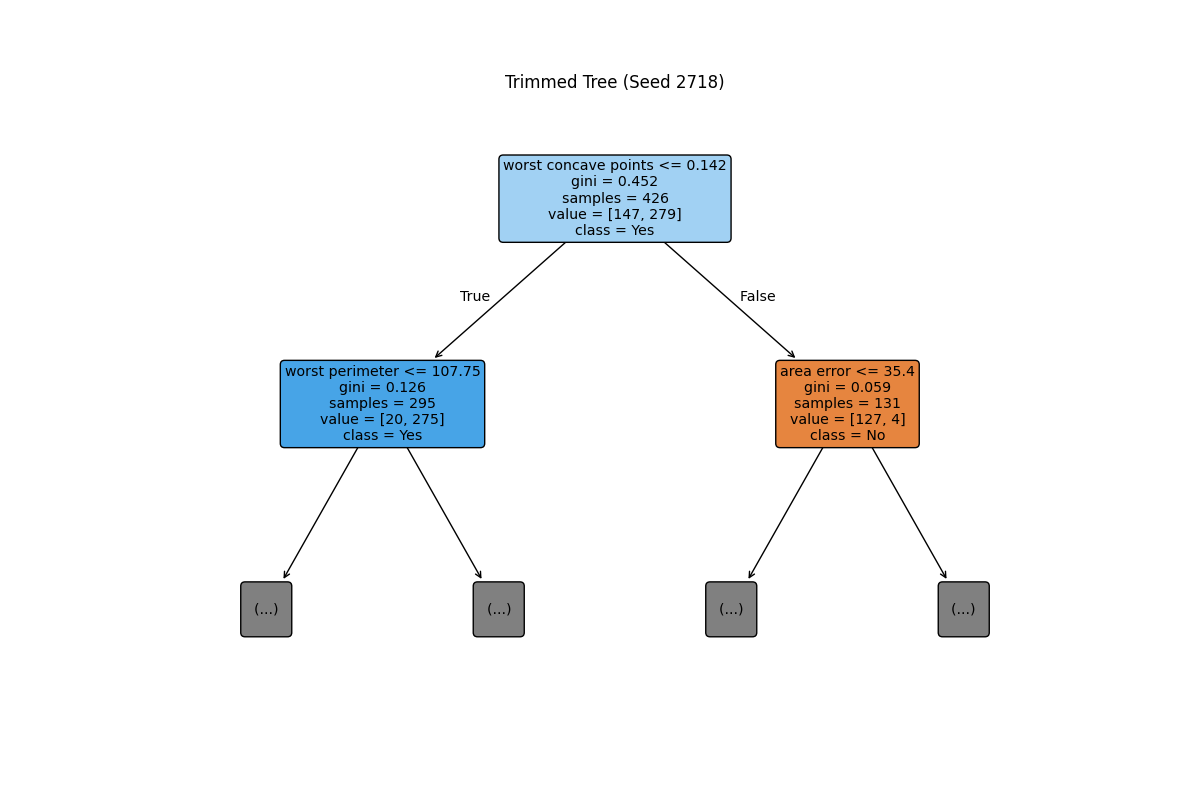 Trimmed Tree (Seed 2718)
worst concave points <= 0.142
gini = 0.452
samples = 426
value = [147, 279]
class = Yes
True
False
worst perimeter <= 107.75
gini = 0.126
samples = 295
value = [20, 275]
class = Yes
area error <= 35.4
gini = 0.059
samples = 131
value = [127, 4]
class = No
(...)
(...)
(...)
(...)